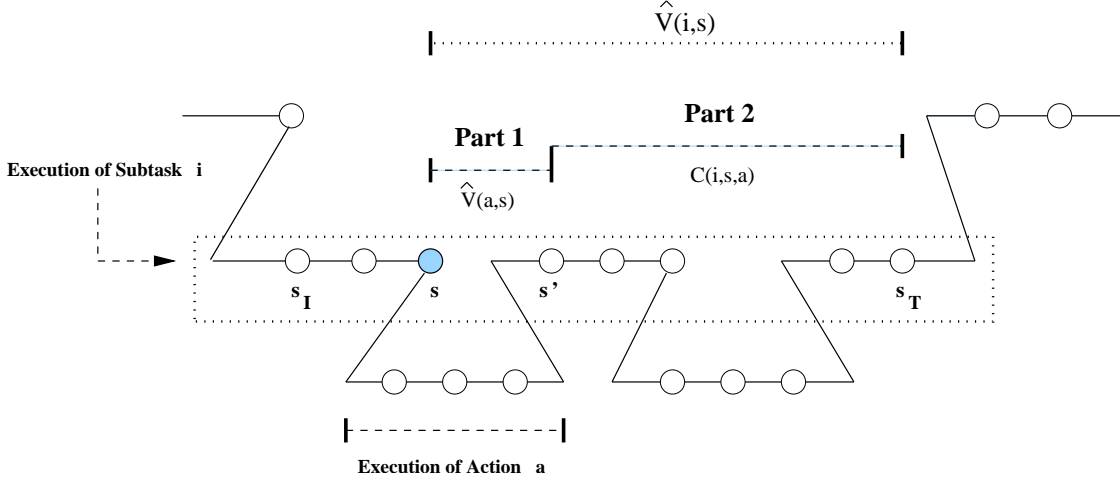 ^
V(i,s)
Part 2
Part 1
Execution of Subtask i
C(i,s,a)
^
V(a,s)
s I
s
s'
s T
Execution of Action a